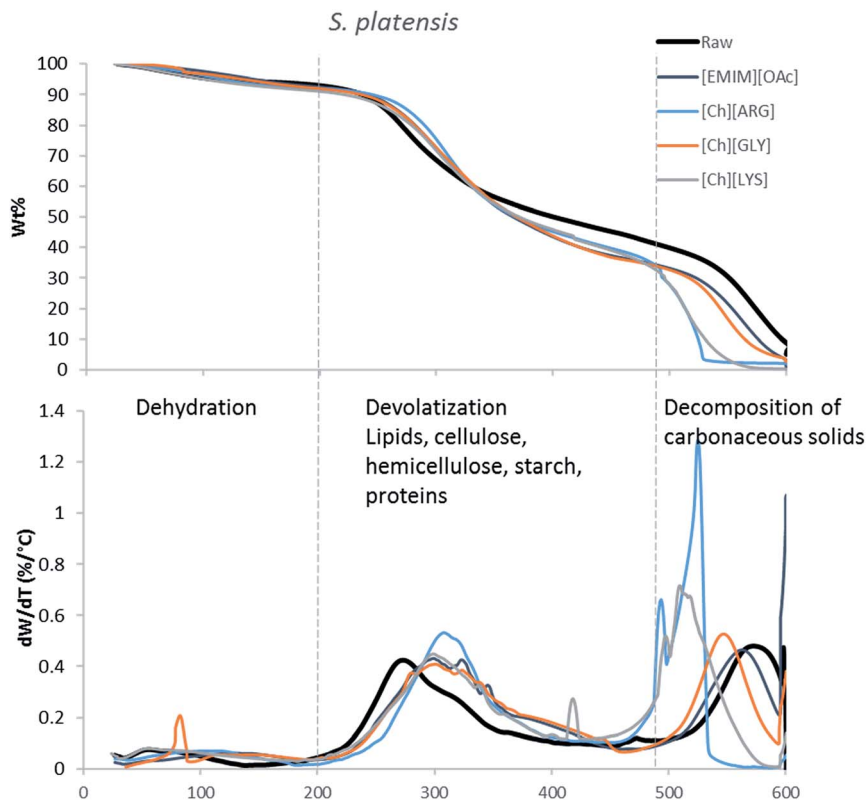 S. platensis
Raw
[EMIM][OAc]
[Ch][ARG]
[Ch][GLY]
[Ch][LYS]
100
90
80
70
60
50
40
30
20
10
0
Wt%
Dehydration
Devolatization
Lipids, cellulose,
hemicellulose, starch,
proteins
Decomposition of
carbonaceous solids
1.4
1.2
1
0.8
0.6
0.4
0.2
0
dW/dT (%/°C)
0 100 200 300 400 500 600